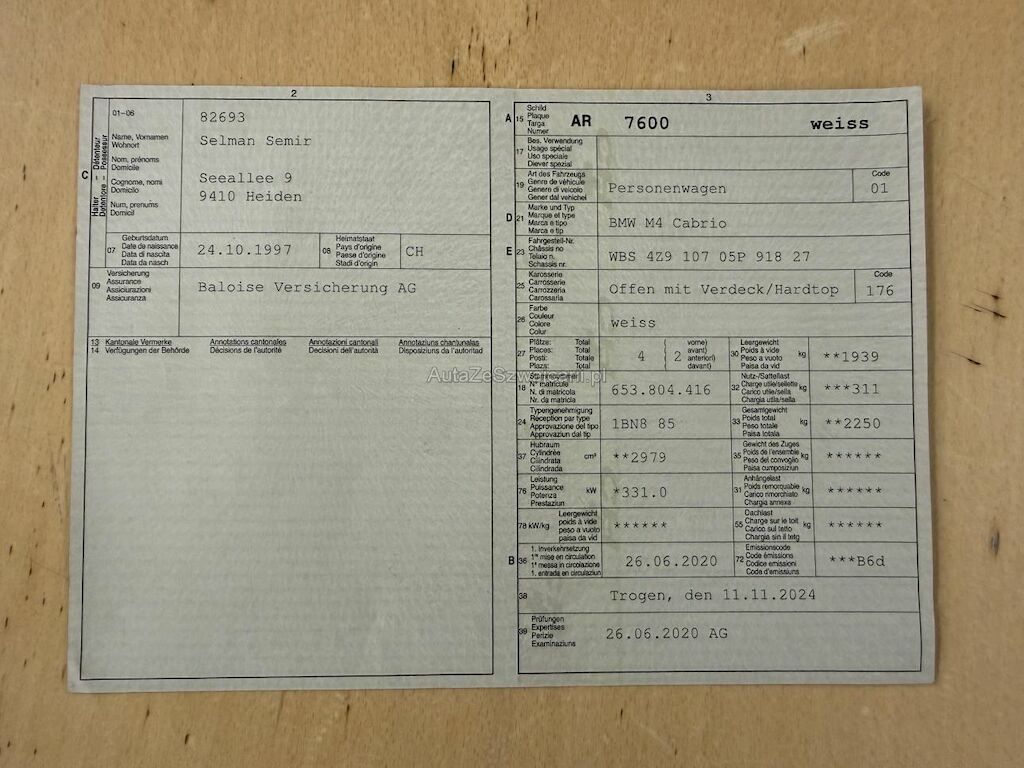 2
01–06
82693
Name, Vornamen
Wohnort
Selman Semir
Nom, prénoms
Domicile
Cognome, nomi
Domicilio
Seeallee 9
9410 Heiden
Num, prenums
Domicil
C
Halter – Détenteur
Detentore – Possessur
07
Geburtsdatum
Date de naissance
Data di nascita
Data da nasch
24.10.1997
08
Heimatstaat
Pays d'origine
Paese d'origine
Stadi d'origin
CH
09
Versicherung
Assurance
Assicurazioni
Assicuranza
Baloise Versicherung AG
13 Kantonale Vermerke Annotations cantonales Annotazioni cantonali Annotaziuns chantunalas
14 Verfügungen der Behörde Décisions de l'autorité Decisioni dell'autorità Disposiziuns da l'autoritad
AutaZeSzwajcarii.pl
3
A 15
Schild
Plaque
Targa
Numer
AR 7600 weiss
17
Bes. Verwendung
Usage spécial
Uso speciale
Diever spezial
19
Art des Fahrzeugs
Genre de véhicule
Genere di veicolo
Gener dal vehichel
Personenwagen
Code
01
D 21
Marke und Typ
Marque et type
Marca e tipo
Marca e tip
BMW M4 Cabrio
E 23
Fahrgestell-Nr.
Châssis no
Telaio n.
Schassis nr.
WBS 4Z9 107 05P 918 27
25
Karosserie
Carrosserie
Carrozzeria
Carossaria
Offen mit Verdeck/Hardtop
Code
176
26
Farbe
Couleur
Colore
Colur
weiss
27
Plätze: Total ( vorne)
Places: Total avant)
Posti: Totale anteriori)
Plazs: Total davant)
4 ( 2
30
Leergewicht
Poids à vide
Peso a vuoto
Paisa da vid
kg
**1939
18
Stammnummer
N° matricule
N. di matricola
Nr. da matricla
653.804.416
32
Nutz-/Sattellast
Charge utile/sellette
Carico utile/sella
Chargia utila/sella
kg
***311
24
Typengenehmigung
Réception par type
Approvazione del tipo
Approvaziun dal tip
1BN8 85
33
Gesamtgewicht
Poids total
Peso totale
Paisa totala
kg
**2250
37
Hubraum
Cylindrée
Cilindrata
Cilindrada
cm³
**2979
35
Gewicht des Zuges
Poids de l'ensemble
Peso del convoglio
Paisa cumposiziun
kg
******
76
Leistung
Puissance
Potenza
Prestaziun
kW
*331.0
31
Anhängelast
Poids remorquable
Carico rimorchiato
Chargia annexa
kg
******
78 kW/kg
Leergewicht
poids à vide
peso a vuoto
paisa da vid
******
55
Dachlast
Charge sur le toit
Carico sul tetto
Chargia sin il tetg
kg
******
B 36
1. Inverkehrsetzung
1re mise en circulation
1a messa in circolazione
1. entrada en circulaziun
26.06.2020
72
Emissionscode
Code émissions
Codice emissioni
Code d'emissiuns
***B6d
38
Trogen, den 11.11.2024
39
Prüfungen
Expertises
Perizie
Examinaziuns
26.06.2020 AG